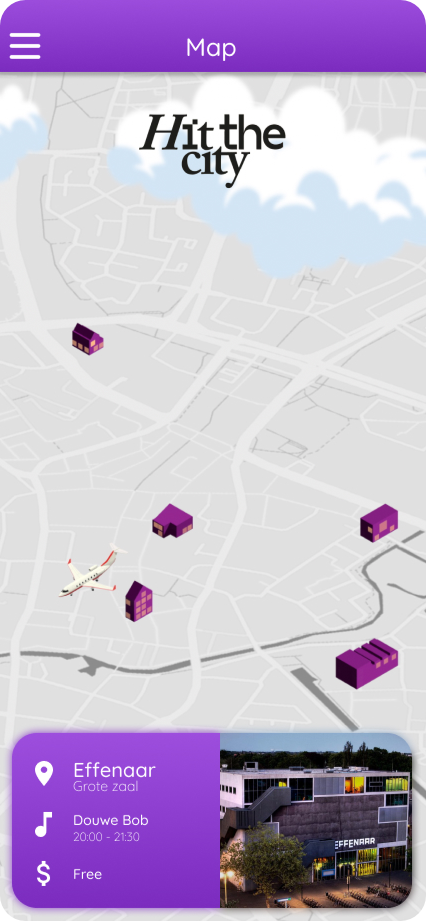 Map
Hit the
city
Effenaar
Grote zaal
Douwe Bob
20:00 - 21:30
Free
EFFENAAR